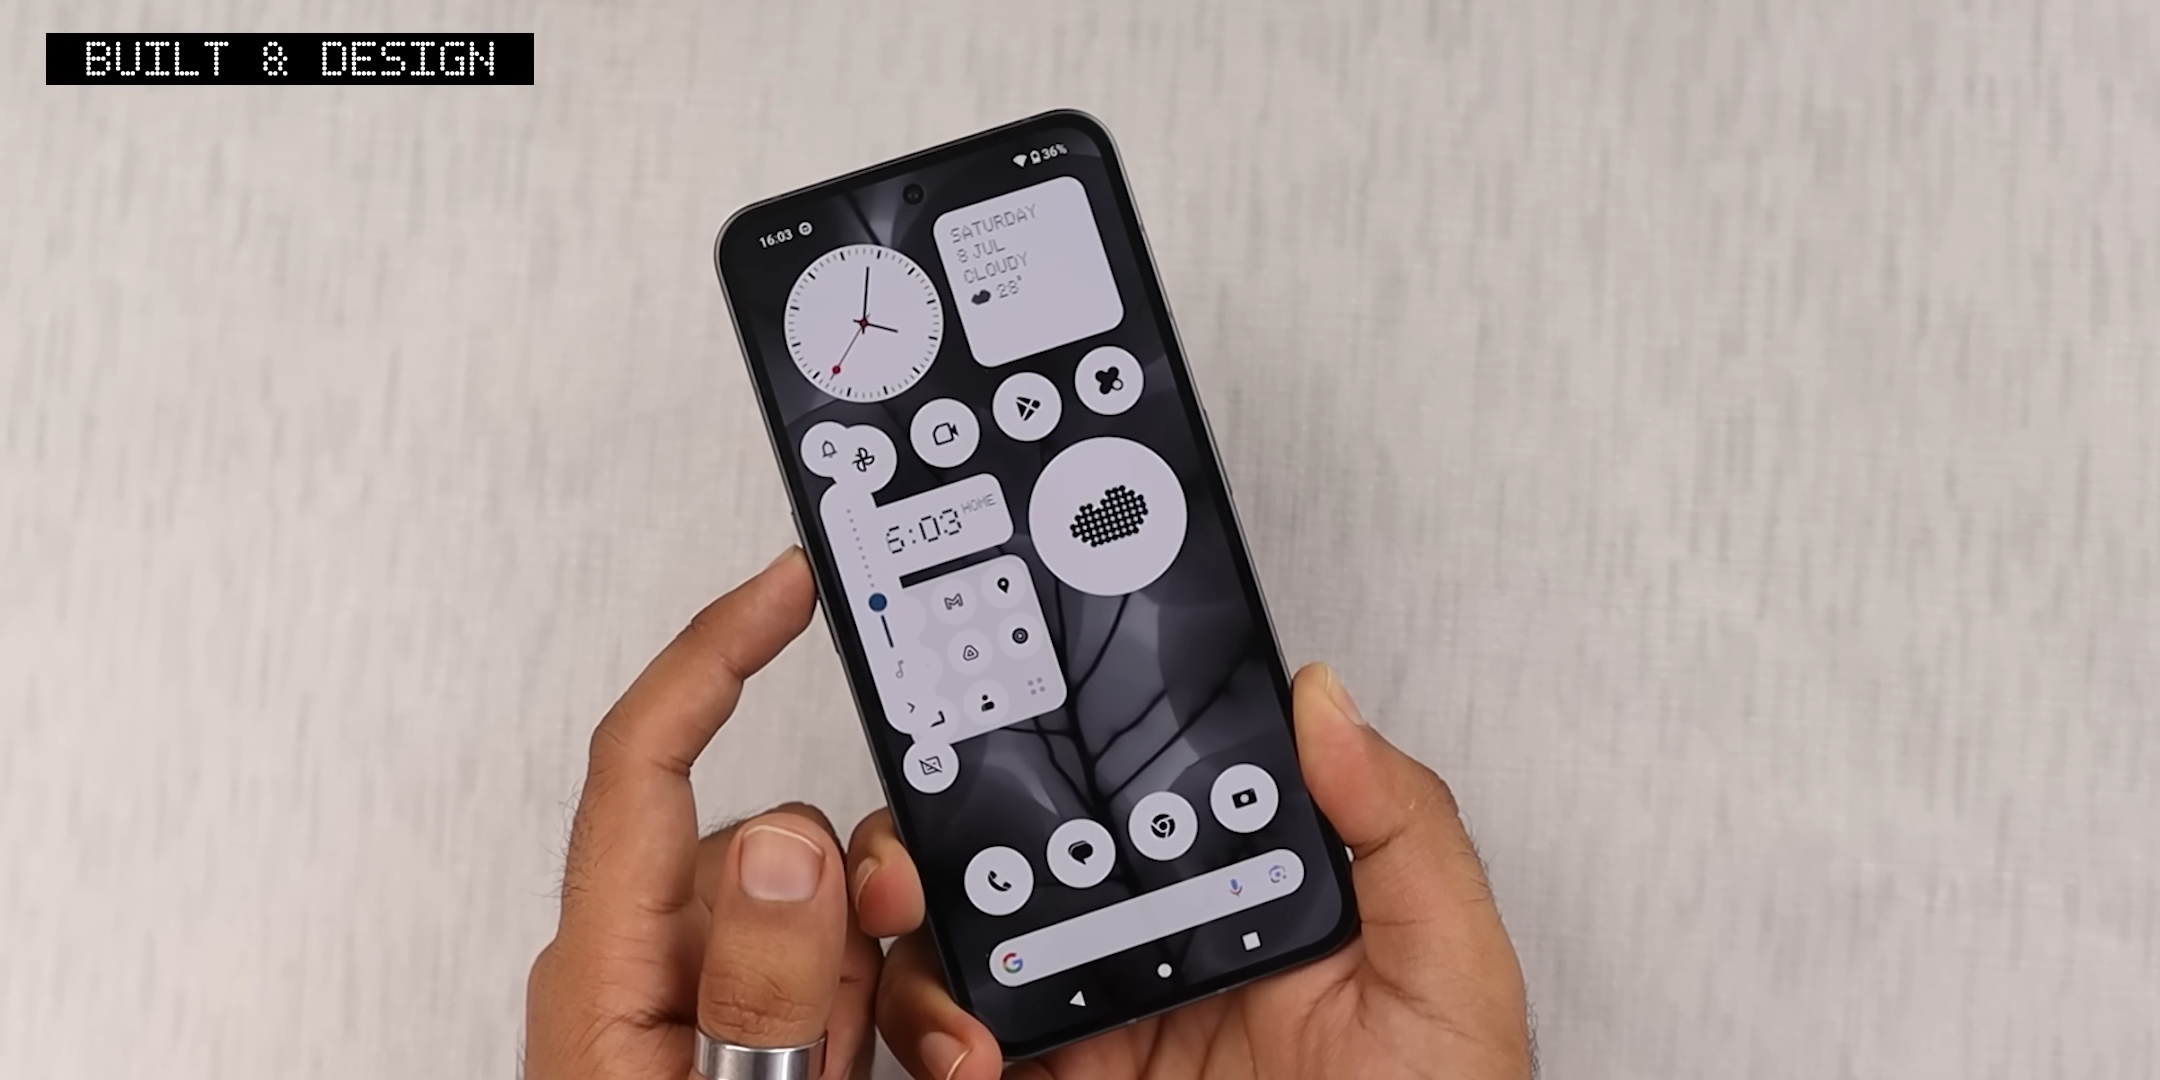 BUILT & DESIGN
16:03
36%
SATURDAY
8 JUL
CLOUDY
28°
6:03 HOME
G